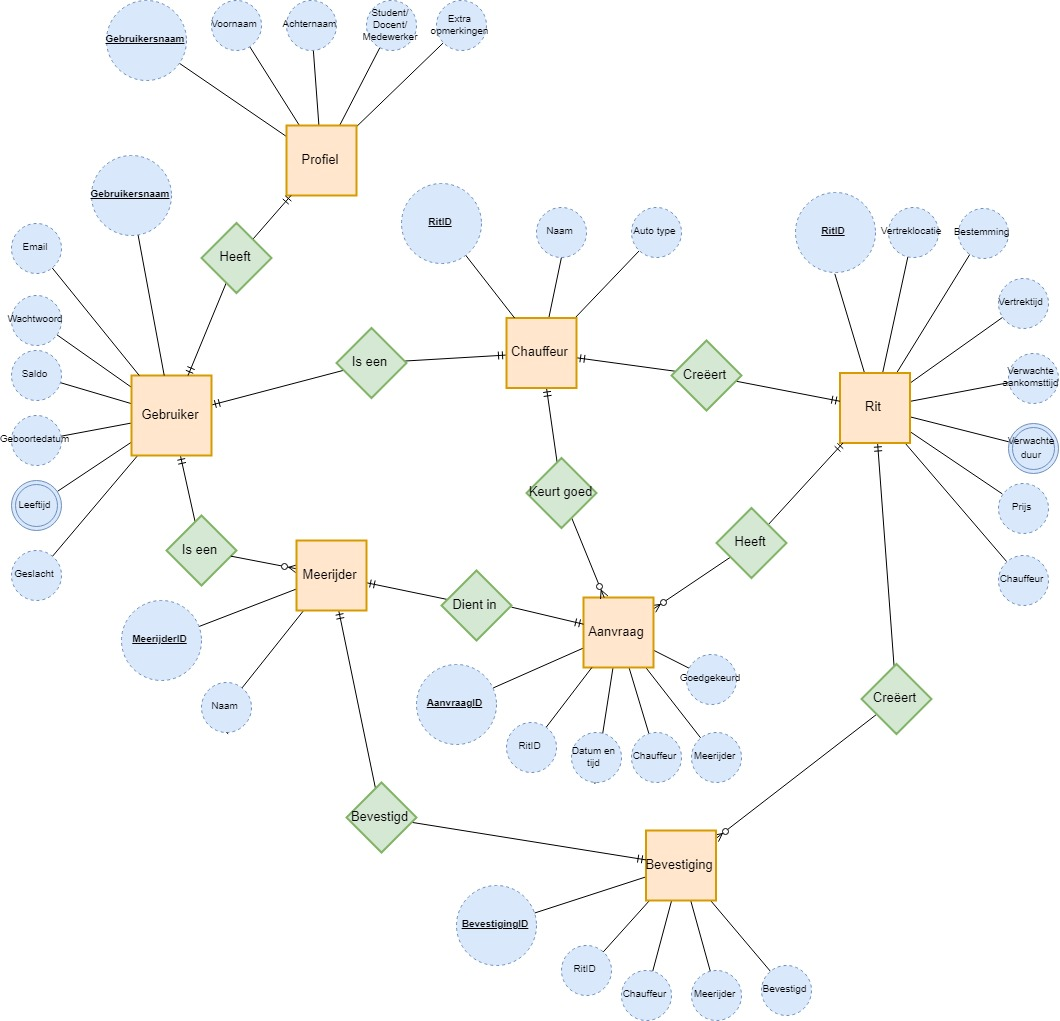 Gebruikersnaam
Voornaam
Achternaam
Student/
Docent/
Medewerker
Extra
opmerkingen
Profiel
Gebruikersnaam
Heeft
Email
Wachtwoord
Saldo
Geboortedatum
Leeftijd
Geslacht
Gebruiker
Is een
RitID
Naam
Auto type
Chauffeur
Creëert
RitID
Vertreklocatie
Bestemming
Vertrektijd
Verwachte
aankomsttijd
Verwachte
duur
Prijs
Chauffeur
Rit
Keurt goed
Heeft
Is een
Meerijder
MeerijderID
Naam
Dient in
Aanvraag
AanvraagID
RitID
Datum en
tijd
Chauffeur
Meerijder
Goedgekeurd
Creëert
Bevestigd
Bevestiging
BevestigingID
RitID
Chauffeur
Meerijder
Bevestigd